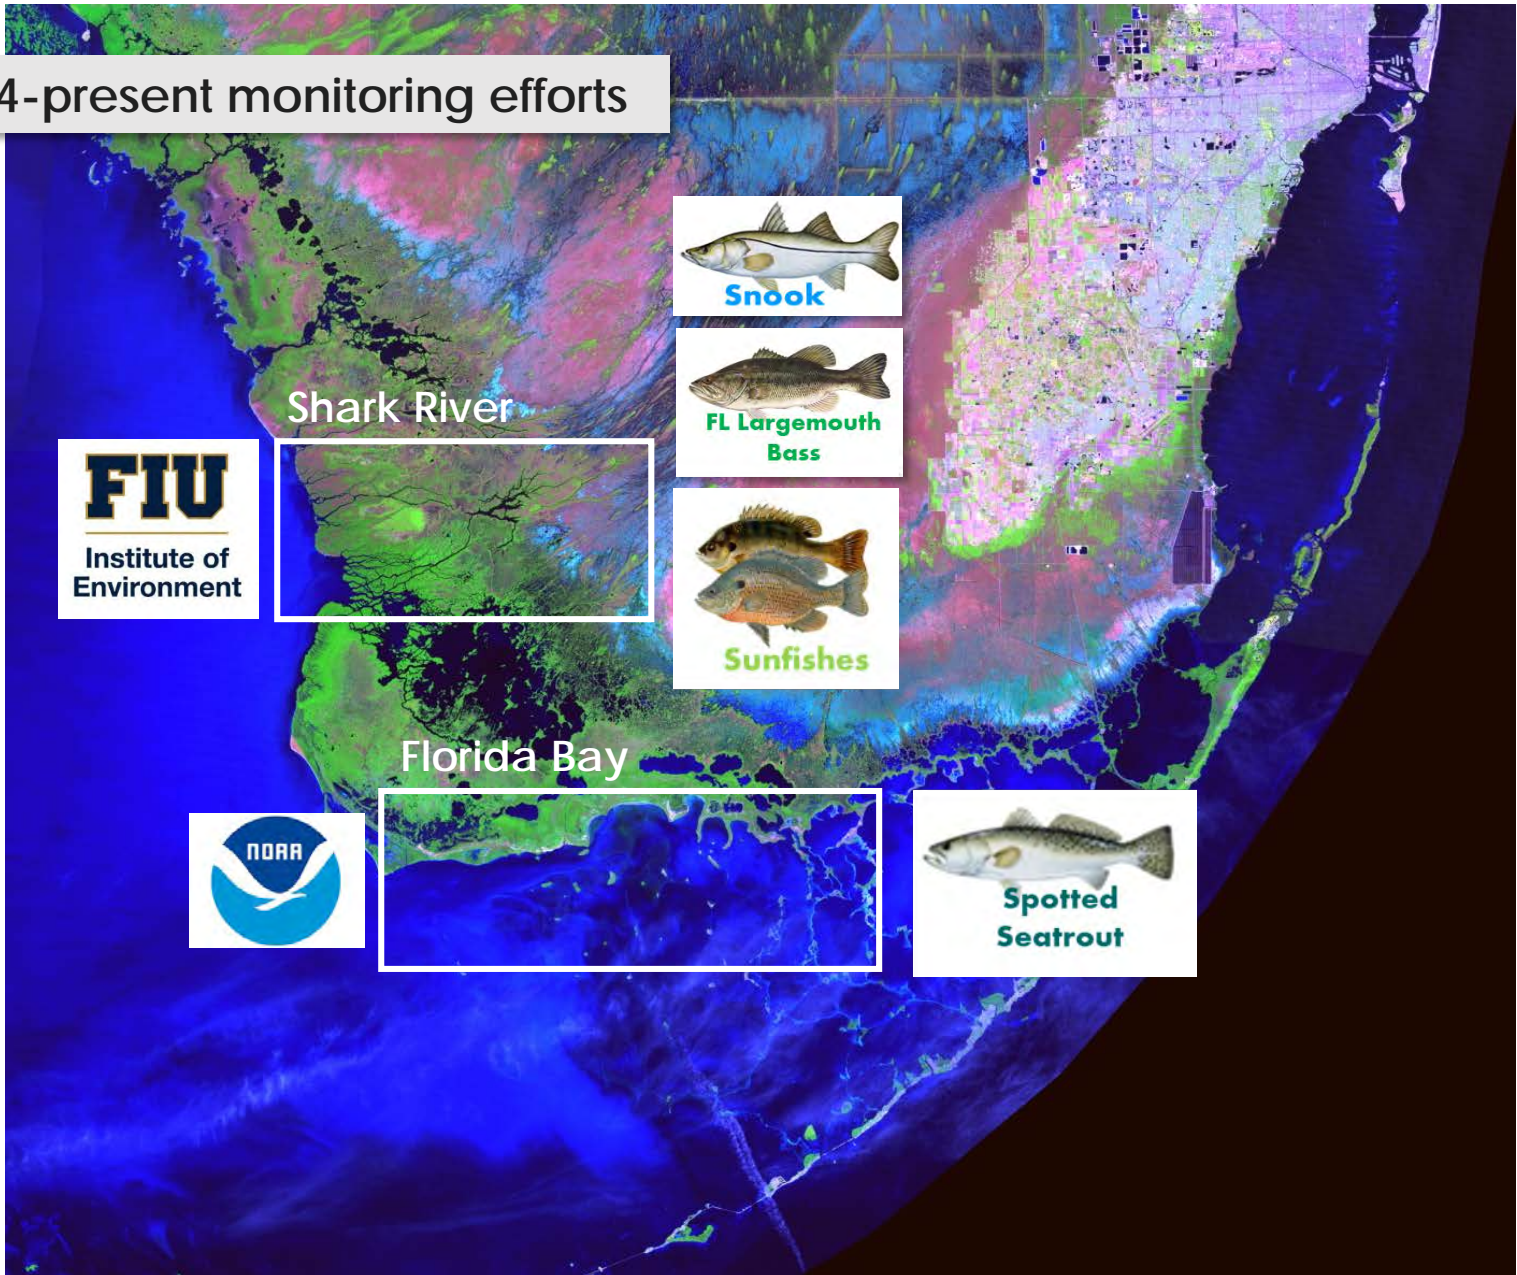 4-present monitoring efforts
Snook
FL Largemouth
Bass
Shark River
FIU
Institute of
Environment
Sunfishes
Florida Bay
NOAA
Spotted
Seatrout